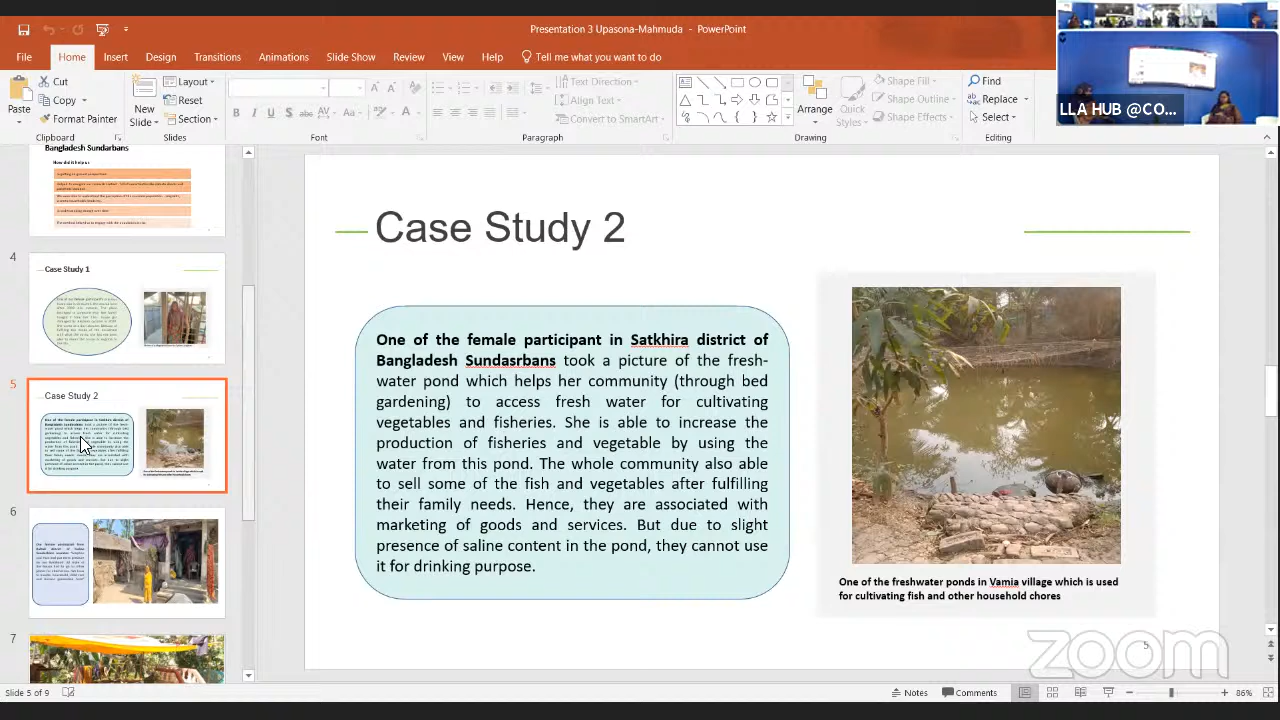 Presentation 3 Upasona-Mahmuda - PowerPoint
File Home Insert Design Transitions Animations Slide Show Review View Help Tell me what you want to do
Cut
Copy
Format Painter
Paste
Clipboard
New
Slide
Layout
Reset
Section
Slides
Font
Text Direction
Align Text
Convert to SmartArt
Paragraph
Arrange
Quick
Styles
Shape Fill
Shape Outline
Shape Effects
Drawing
Find
Replace
Select
Editing
LLA HUB @CO...
Bangladesh Sundarbans
How did it help us
4
Case Study 1
5
Case Study 2
6
7
Case Study 2
One of the female participant in Satkhira district of
Bangladesh Sundasrbans took a picture of the fresh-
water pond which helps her community (through bed
gardening) to access fresh water for cultivating
vegetables and fisheries. She is able to increase the
production of fisheries and vegetable by using the
water from this pond. The whole community also able
to sell some of the fish and vegetables after fulfilling
their family needs. Hence, they are associated with
marketing of goods and services. But due to slight
presence of saline content in the pond, they cannot use
it for drinking purpose.
One of the freshwater ponds in Vamia village which is used
for cultivating fish and other household chores
5
zoom
Slide 5 of 9
Notes
Comments
86%